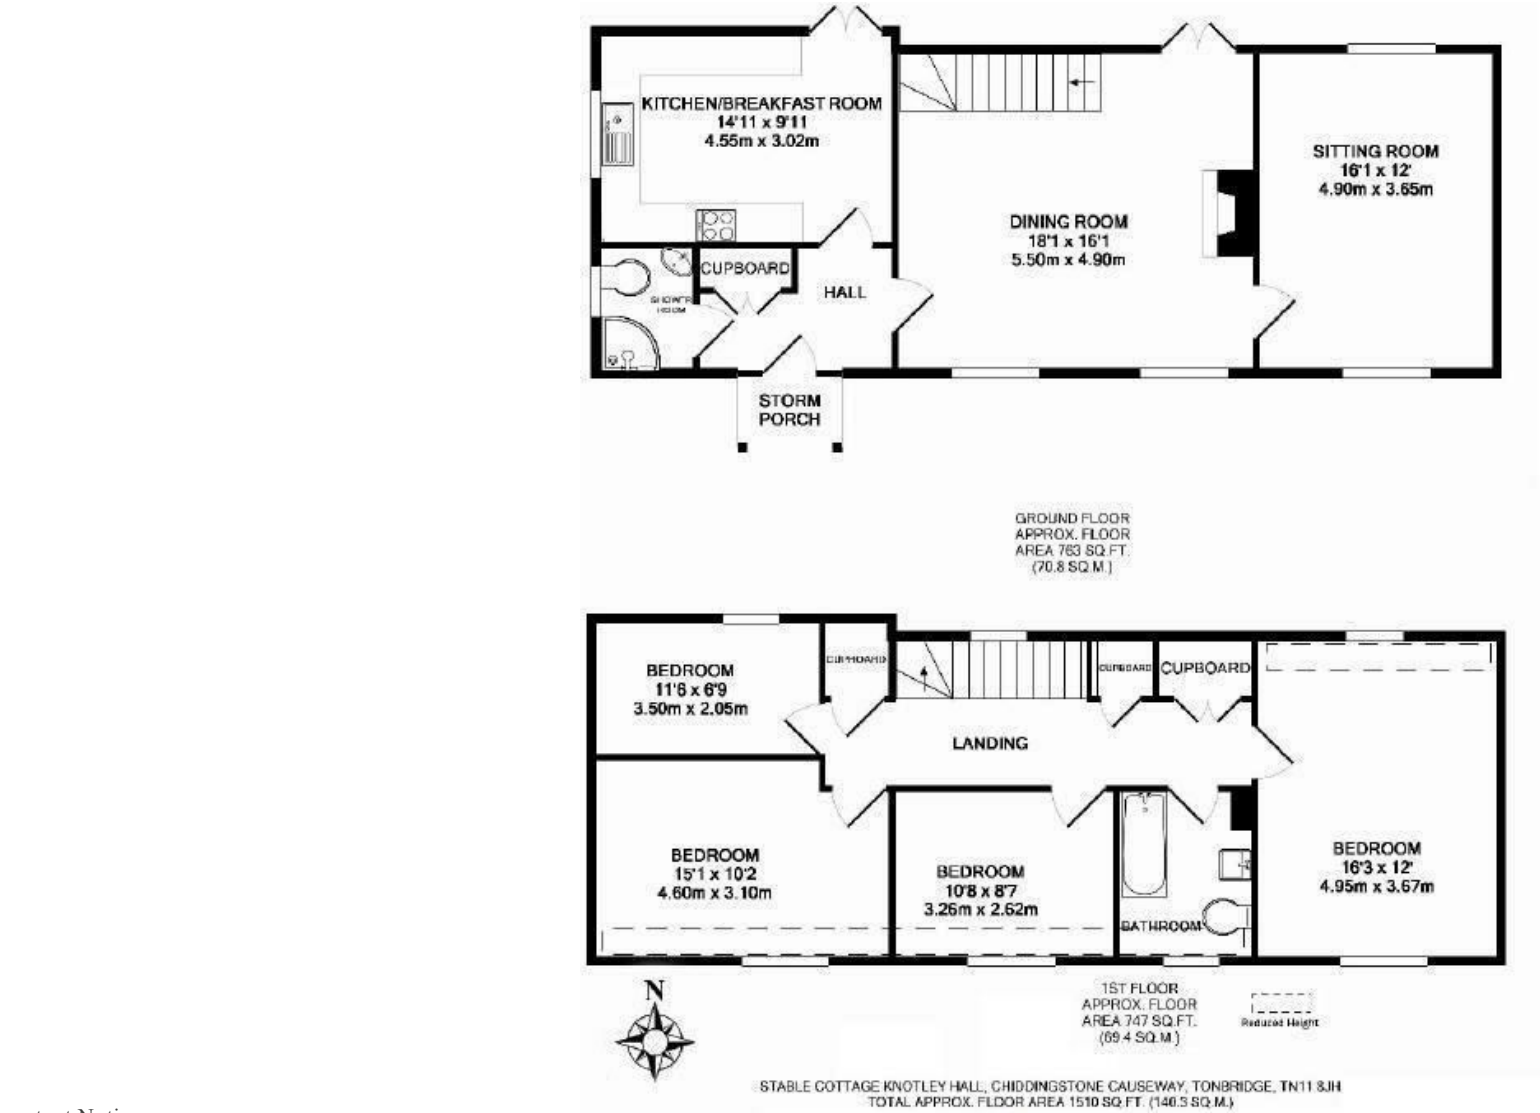 KITCHEN/BREAKFAST ROOM
14'11 x 9'11
4.55m x 3.02m
SITTING ROOM
16'1 x 12'
4.90m x 3.65m
DINING ROOM
18'1 x 16'1
5.50m x 4.90m
CUPBOARD
HALL
SHOWER
ROOM
STORM
PORCH
GROUND FLOOR
APPROX. FLOOR
AREA 763 SQ.FT.
(70.8 SQ.M.)
BEDROOM
11'6 x 6'9
3.50m x 2.05m
CUPBOARD
CUPBOARD
CUPBOARD
LANDING
BEDROOM
15'1 x 10'2
4.60m x 3.10m
BEDROOM
10'8 x 8'7
3.26m x 2.62m
BATHROOM
BEDROOM
16'3 x 12'
4.95m x 3.67m
N
1ST FLOOR
APPROX. FLOOR
AREA 747 SQ.FT.
(69.4 SQ.M.)
Reduced Height
STABLE COTTAGE KNOTLEY HALL, CHIDDINGSTONE CAUSEWAY, TONBRIDGE, TN11 8JH
TOTAL APPROX. FLOOR AREA 1510 SQ.FT. (140.3 SQ.M.)